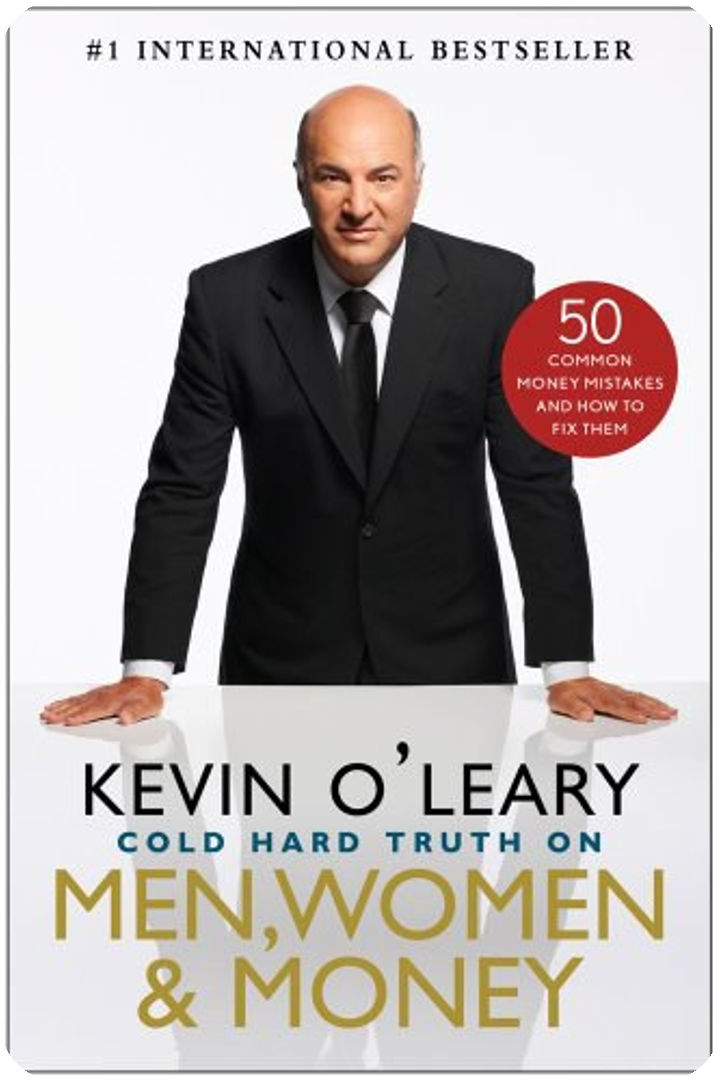 #1 INTERNATIONAL BESTSELLER
50
COMMON
MONEY MISTAKES
AND HOW TO
FIX THEM
KEVIN O'LEARY
COLD HARD TRUTH ON
MEN, WOMEN
& MONEY